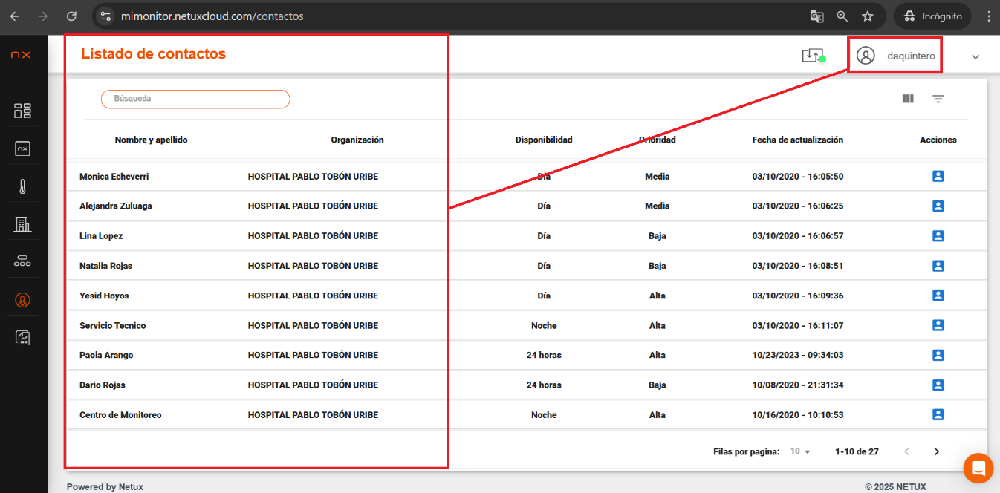 mimonitor.netuxcloud.com/contactos
Incógnito
nx
Listado de contactos
daquintero
Búsqueda
nx
Nombre y apellido Organización Disponibilidad Prioridad Fecha de actualización Acciones
Monica Echeverri HOSPITAL PABLO TOBÓN URIBE Día Media 03/10/2020 - 16:05:50
Alejandra Zuluaga HOSPITAL PABLO TOBÓN URIBE Día Media 03/10/2020 - 16:06:25
Lina Lopez HOSPITAL PABLO TOBÓN URIBE Día Baja 03/10/2020 - 16:06:57
Natalia Rojas HOSPITAL PABLO TOBÓN URIBE Día Baja 03/10/2020 - 16:08:51
Yesid Hoyos HOSPITAL PABLO TOBÓN URIBE Día Alta 03/10/2020 - 16:09:36
Servicio Tecnico HOSPITAL PABLO TOBÓN URIBE Noche Alta 03/10/2020 - 16:11:07
Paola Arango HOSPITAL PABLO TOBÓN URIBE 24 horas Alta 10/23/2023 - 09:34:03
Dario Rojas HOSPITAL PABLO TOBÓN URIBE 24 horas Baja 10/08/2020 - 21:31:34
Centro de Monitoreo HOSPITAL PABLO TOBÓN URIBE Noche Alta 10/16/2020 - 10:10:53
Filas por pagina: 10 1-10 de 27
Powered by Netux © 2025 NETUX